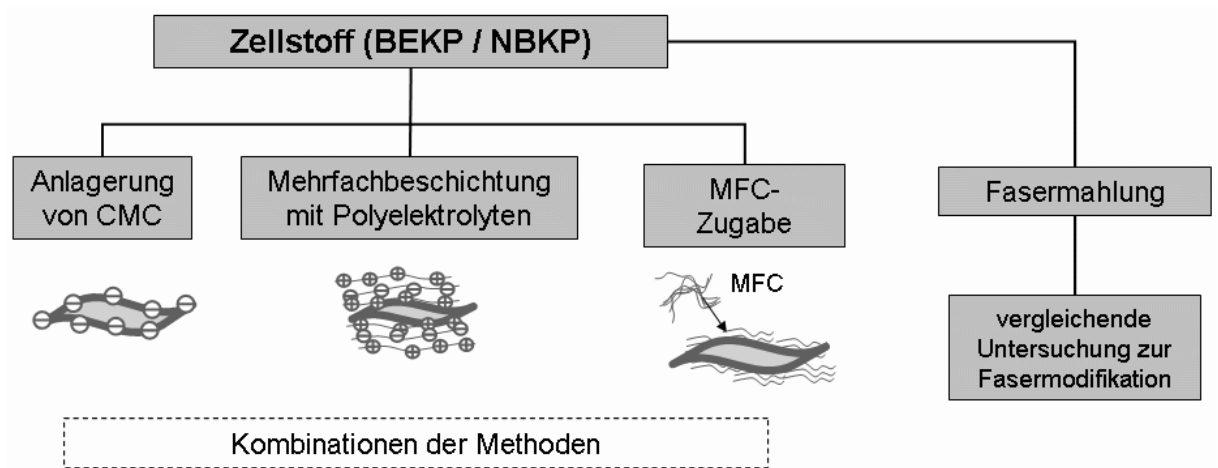 Zellstoff (BEKP / NBKP)
Anlagerung
von CMC
Mehrfachbeschichtung
mit Polyelektrolyten
MFC-
Zugabe
Fasermahlung
MFC
vergleichende
Untersuchung zur
Fasermodifikation
Kombinationen der Methoden